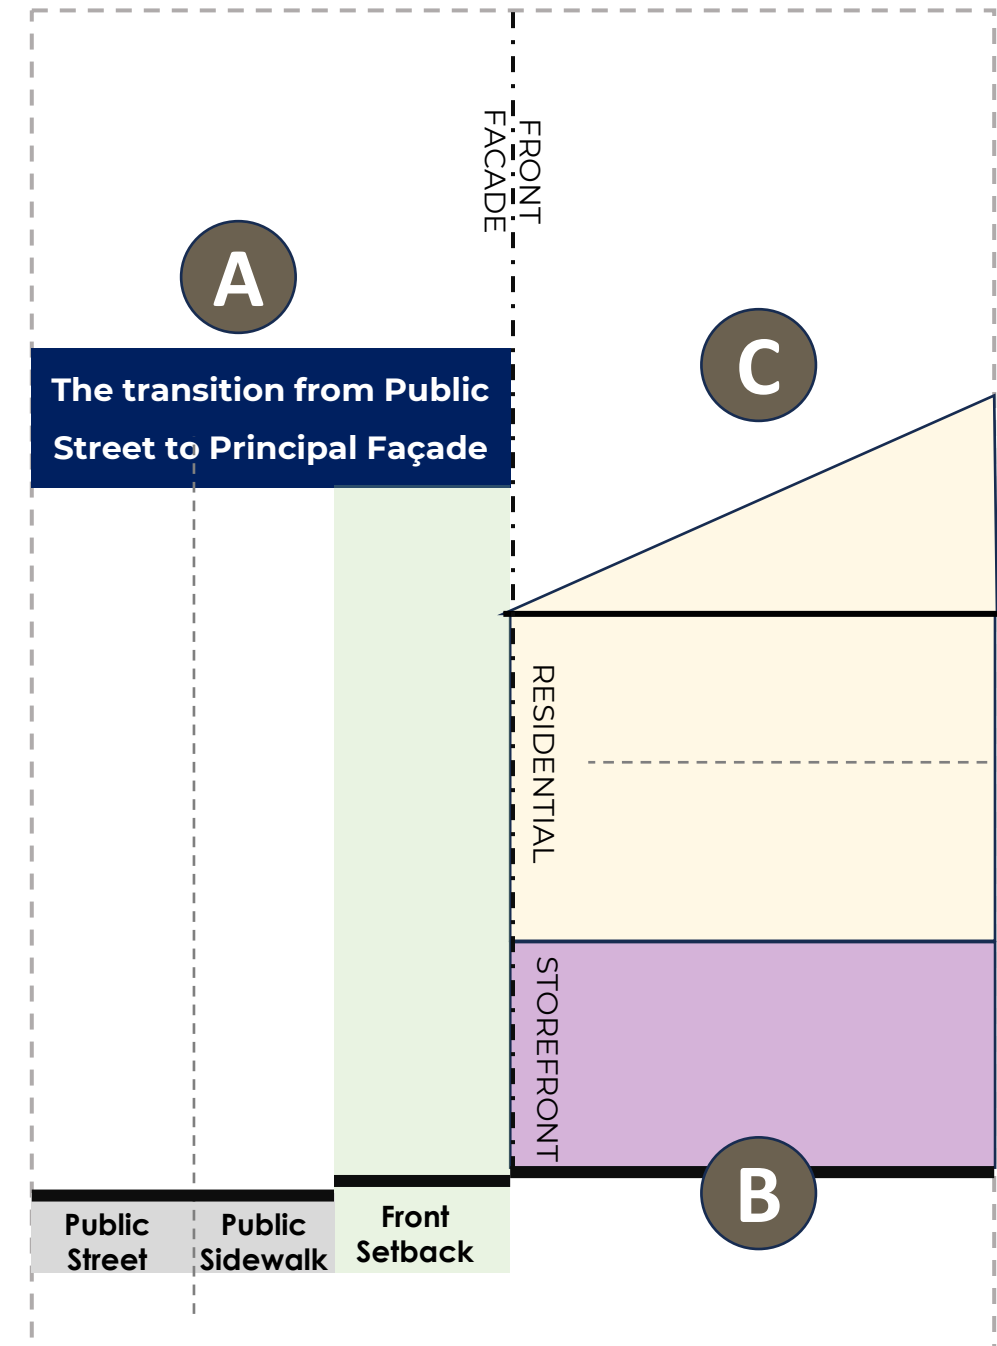 FRONT
FACADE
A
The transition from Public
Street to Principal Façade
C
RESIDENTIAL
STOREFRONT
B
Public
Street
Public
Sidewalk
Front
Setback